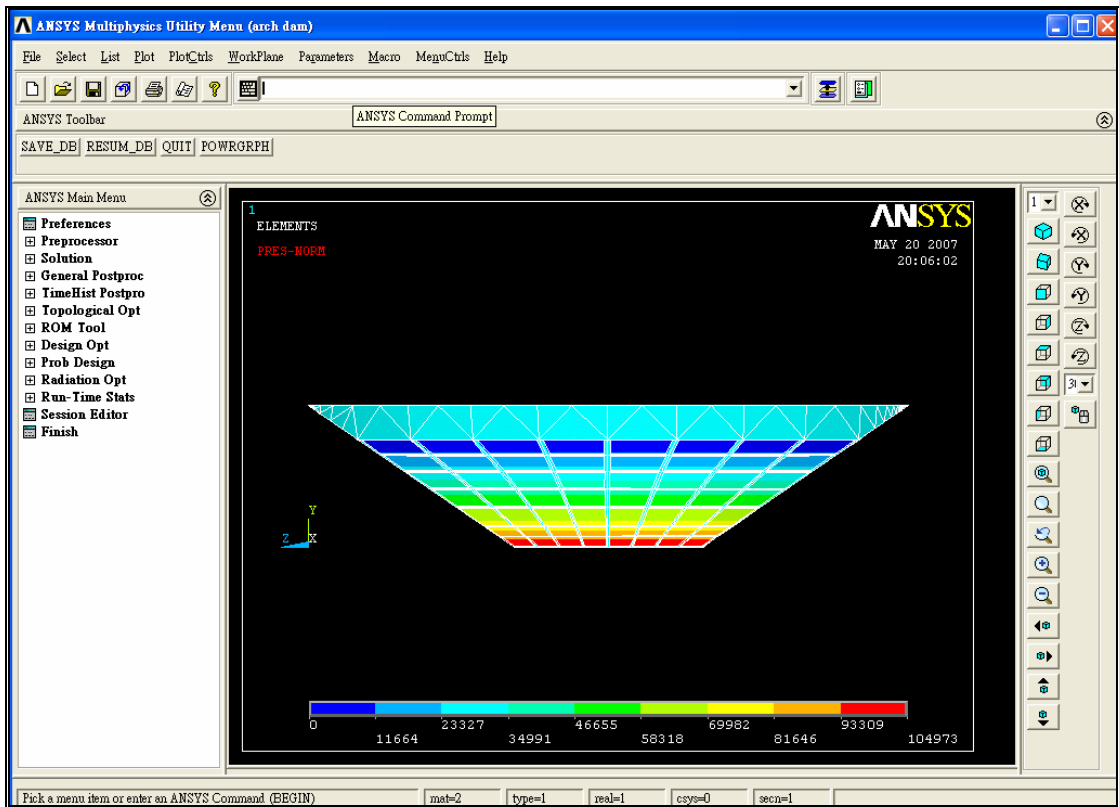 ANSYS Multiphysics Utility Menu (arch dam)
File Select List Plot PlotCtrls WorkPlane Parameters Macro MenuCtrls Help
ANSYS Command Prompt
ANSYS Toolbar
SAVE_DB RESUM_DB QUIT POWRGRPH
ANSYS Main Menu
Preferences
Preprocessor
Solution
General Postproc
TimeHist Postpro
Topological Opt
ROM Tool
Design Opt
Prob Design
Radiation Opt
Run-Time Stats
Session Editor
Finish
1
ELEMENTS
PRES-NORM
ANSYS
MAY 20 2007
20:06:02
Y
Z X
0 23327 46655 69982 93309
11664 34991 58318 81646 104973
1
X
X
Y
Y
Z
Z
Pick a menu item or enter an ANSYS Command (BEGIN) mat=2 type=1 real=1 csys=0 secn=1